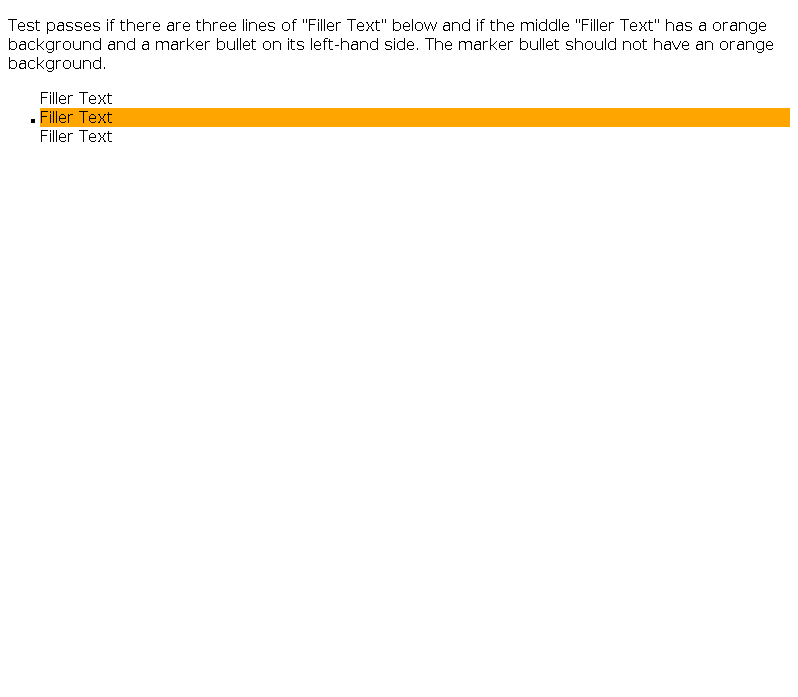 Test passes if there are three lines of "Filler Text" below and if the middle "Filler Text" has a orange
background and a marker bullet on its left-hand side. The marker bullet should not have an orange
background.
Filler Text
Filler Text
Filler Text